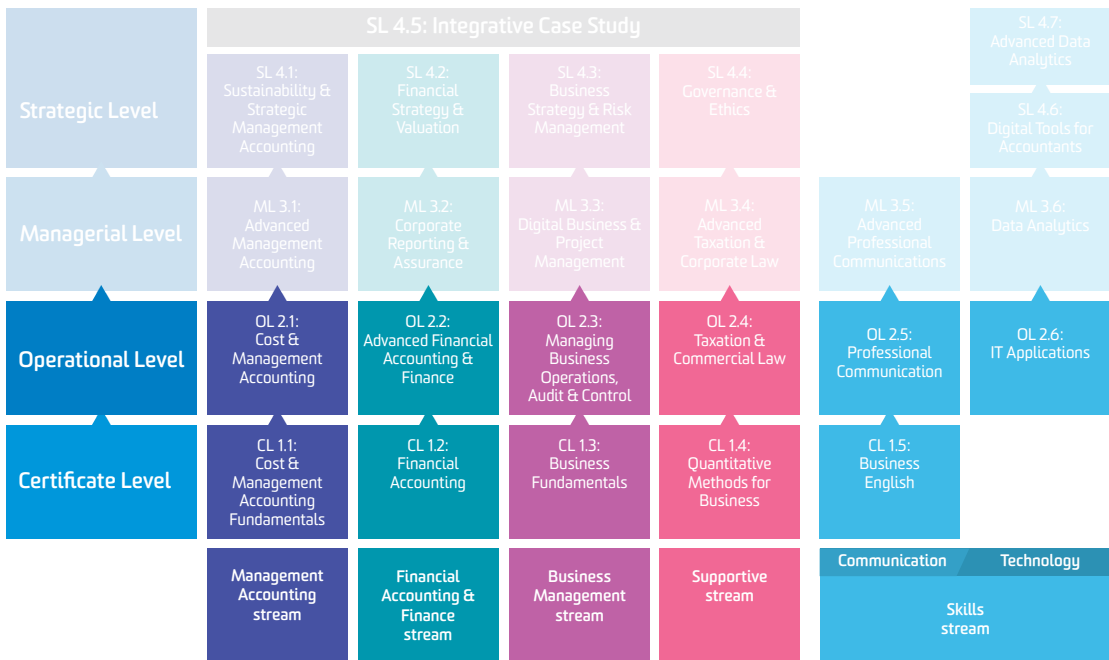 SL 4.5: Integrative Case Study
SL 4.7:
Advanced Data
Analytics
Strategic Level
SL 4.1:
Sustainability &
Strategic
Management
Accounting
SL 4.2:
Financial
Strategy &
Valuation
SL 4.3:
Business
Strategy & Risk
Management
SL 4.4:
Governance &
Ethics
SL 4.6:
Digital Tools for
Accountants
Managerial Level
ML 3.1:
Advanced
Management
Accounting
ML 3.2:
Corporate
Reporting &
Assurance
ML 3.3:
Digital Business &
Project
Management
ML 3.4:
Advanced
Taxation &
Corporate Law
ML 3.5:
Advanced
Professional
Communications
ML 3.6:
Data Analytics
Operational Level
OL 2.1:
Cost &
Management
Accounting
OL 2.2:
Advanced Financial
Accounting &
Finance
OL 2.3:
Managing
Business
Operations,
Audit & Control
OL 2.4:
Taxation &
Commercial Law
OL 2.5:
Professional
Communication
OL 2.6:
IT Applications
Certificate Level
CL 1.1:
Cost &
Management
Accounting
Fundamentals
CL 1.2:
Financial
Accounting
CL 1.3:
Business
Fundamentals
CL 1.4:
Quantitative
Methods for
Business
CL 1.5:
Business
English
Management
Accounting
stream
Financial
Accounting &
Finance
stream
Business
Management
stream
Supportive
stream
Communication
Technology
Skills
stream